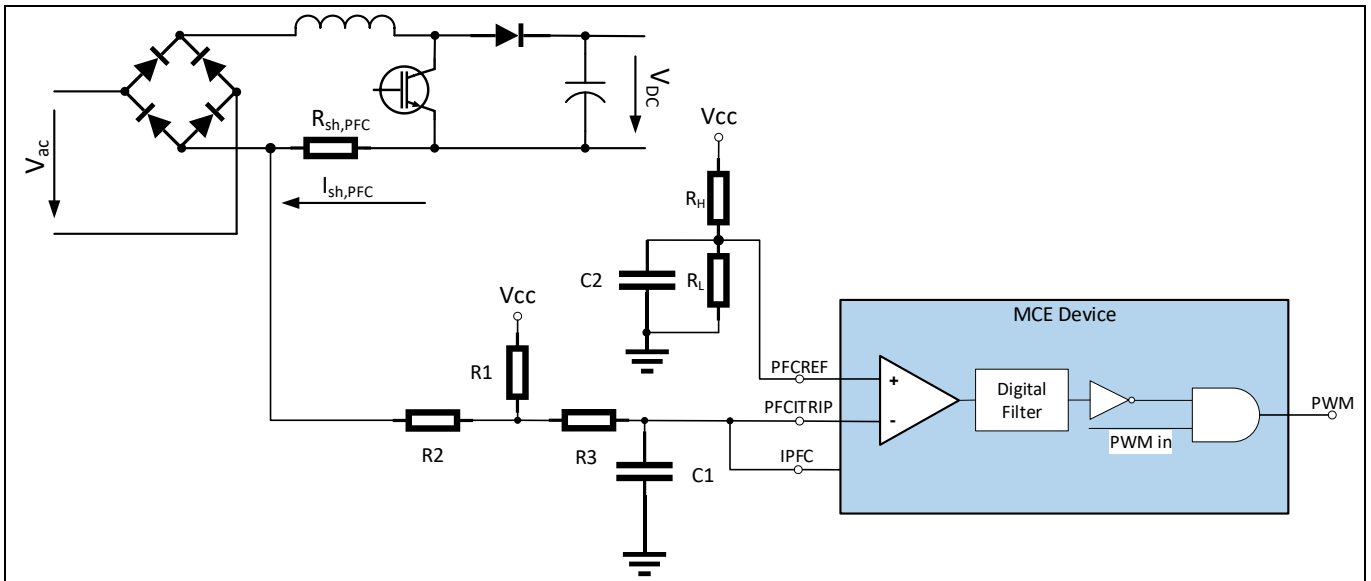 V_DC
R_sh,PFC
V_ac
I_sh,PFC
Vcc
R_H
C2
R_L
Vcc
R1
R2
R3
C1
MCE Device
PFCREF
+
Digital
Filter
PFCITRIP
-
PWM in
PWM
IPFC